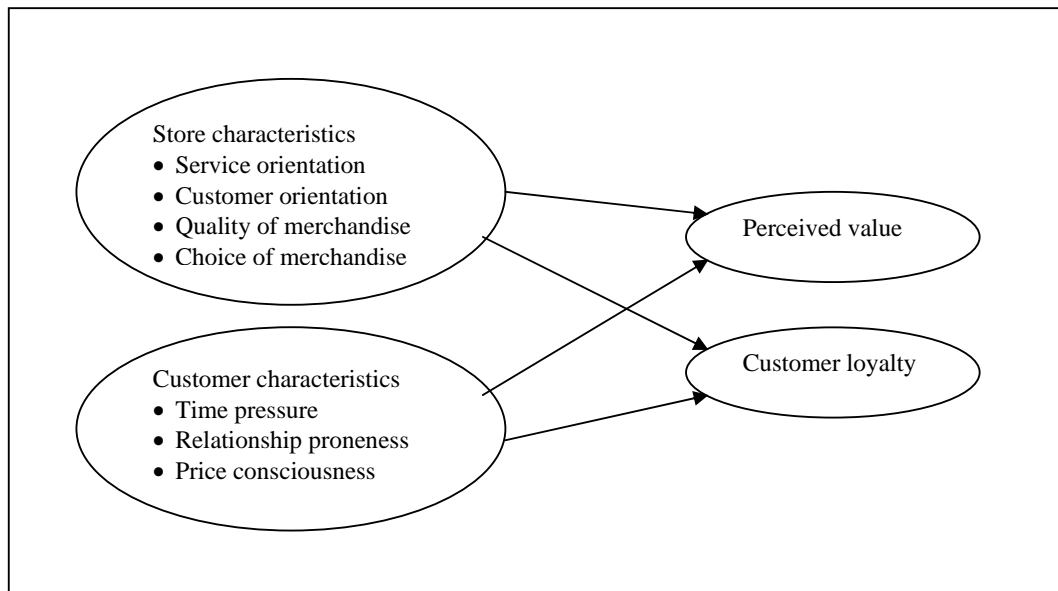 Store characteristics
• Service orientation
• Customer orientation
• Quality of merchandise
• Choice of merchandise
Perceived value
Customer characteristics
• Time pressure
• Relationship proneness
• Price consciousness
Customer loyalty